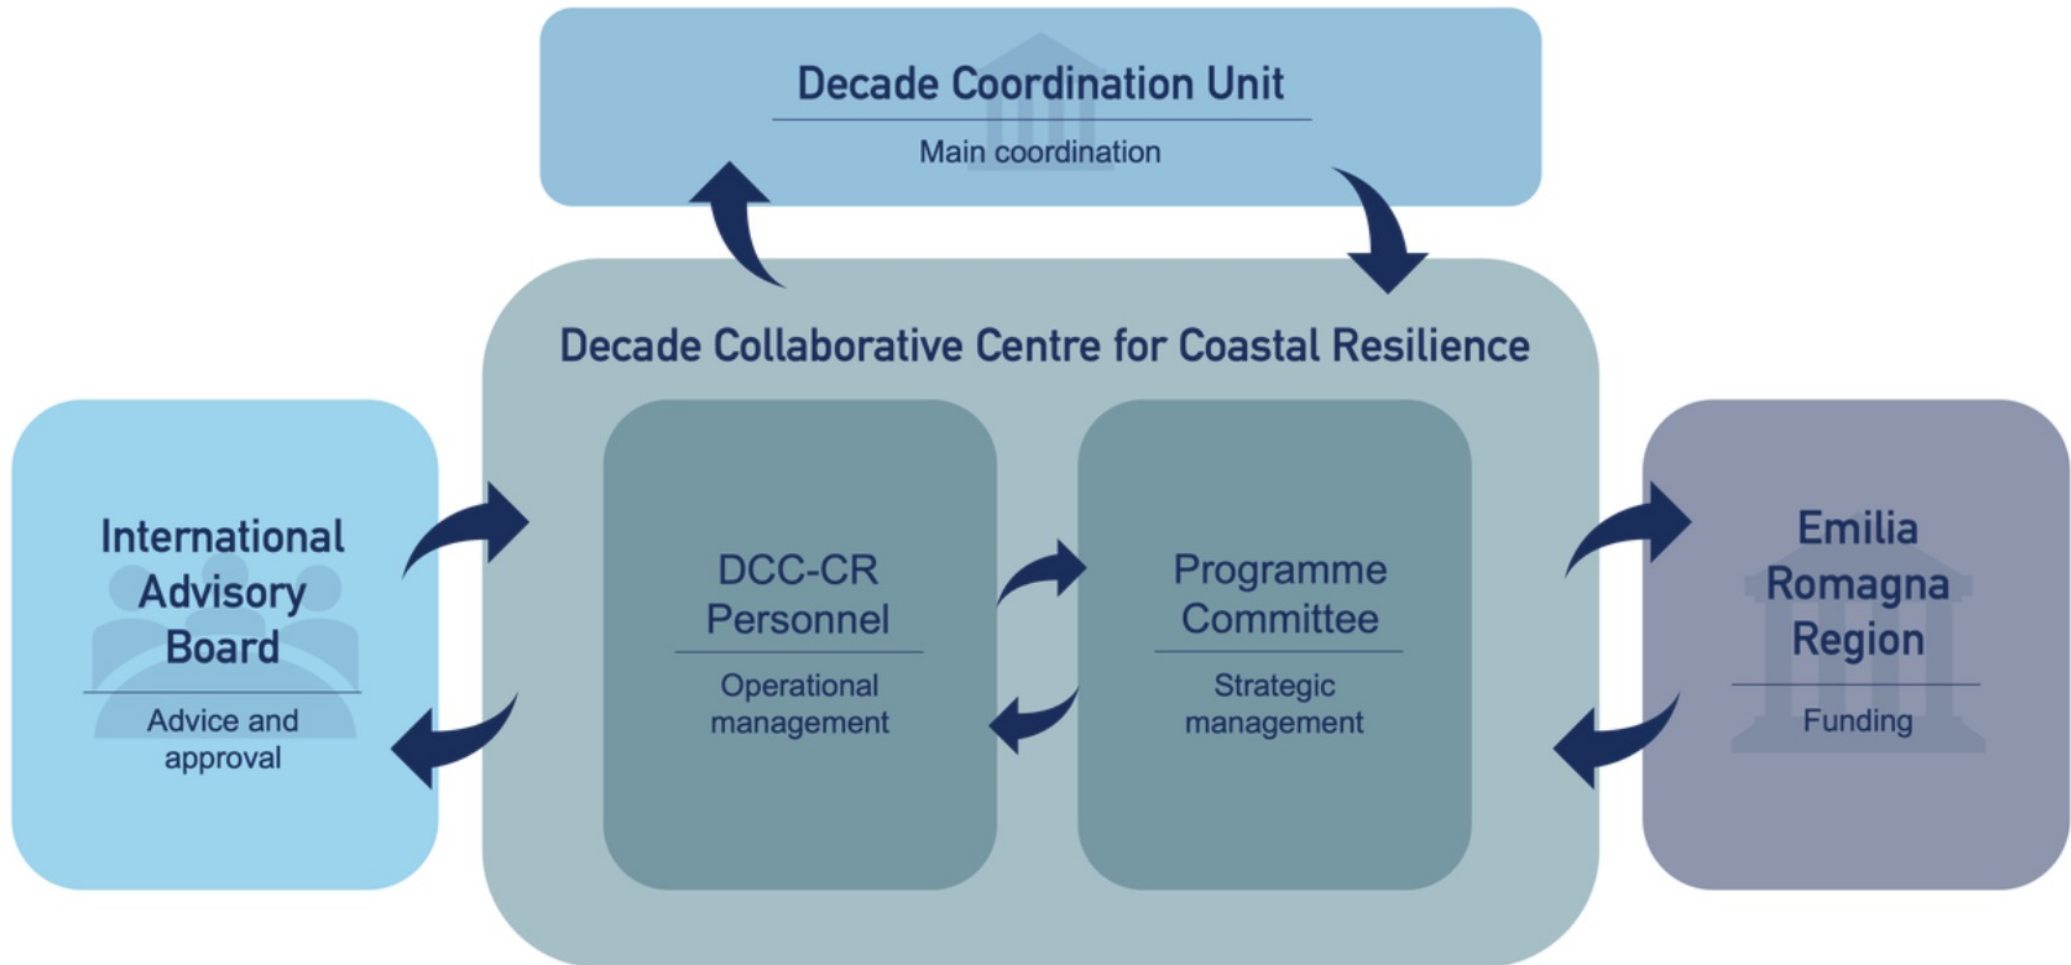 Decade Coordination Unit
Main coordination
Decade Collaborative Centre for Coastal Resilience
International
Advisory
Board
Advice and
approval
DCC-CR
Personnel
Operational
management
Programme
Committee
Strategic
management
Emilia
Romagna
Region
Funding